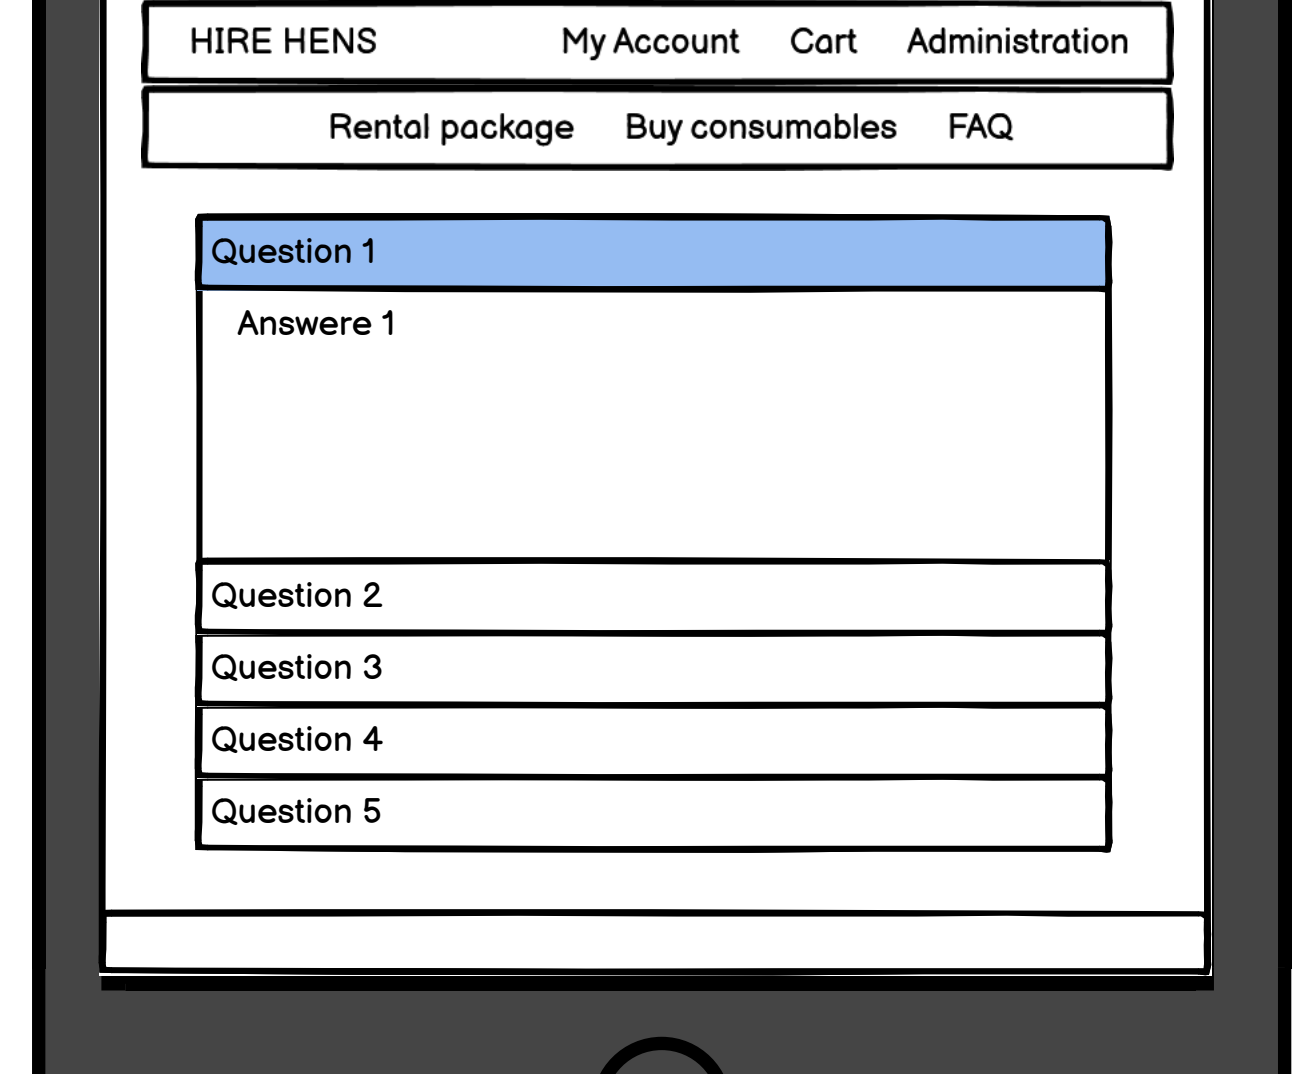 HIRE HENS My Account Cart Administration
Rental package Buy consumables FAQ
Question 1
Answere 1
Question 2
Question 3
Question 4
Question 5